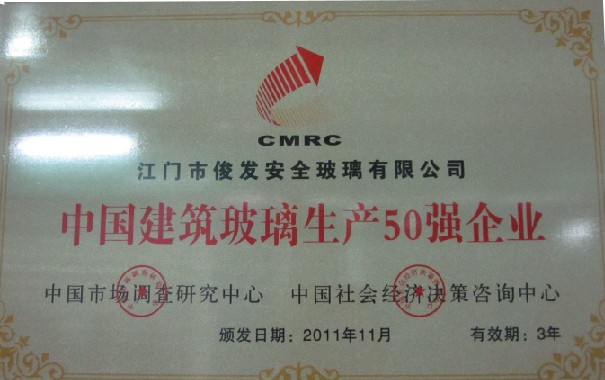 CMRC
江门市俊发安全玻璃有限公司
中国建筑玻璃生产50强企业
中国市场调查研究中心 中国社会经济决策咨询中心
颁发日期：2011年11月 有效期：3年